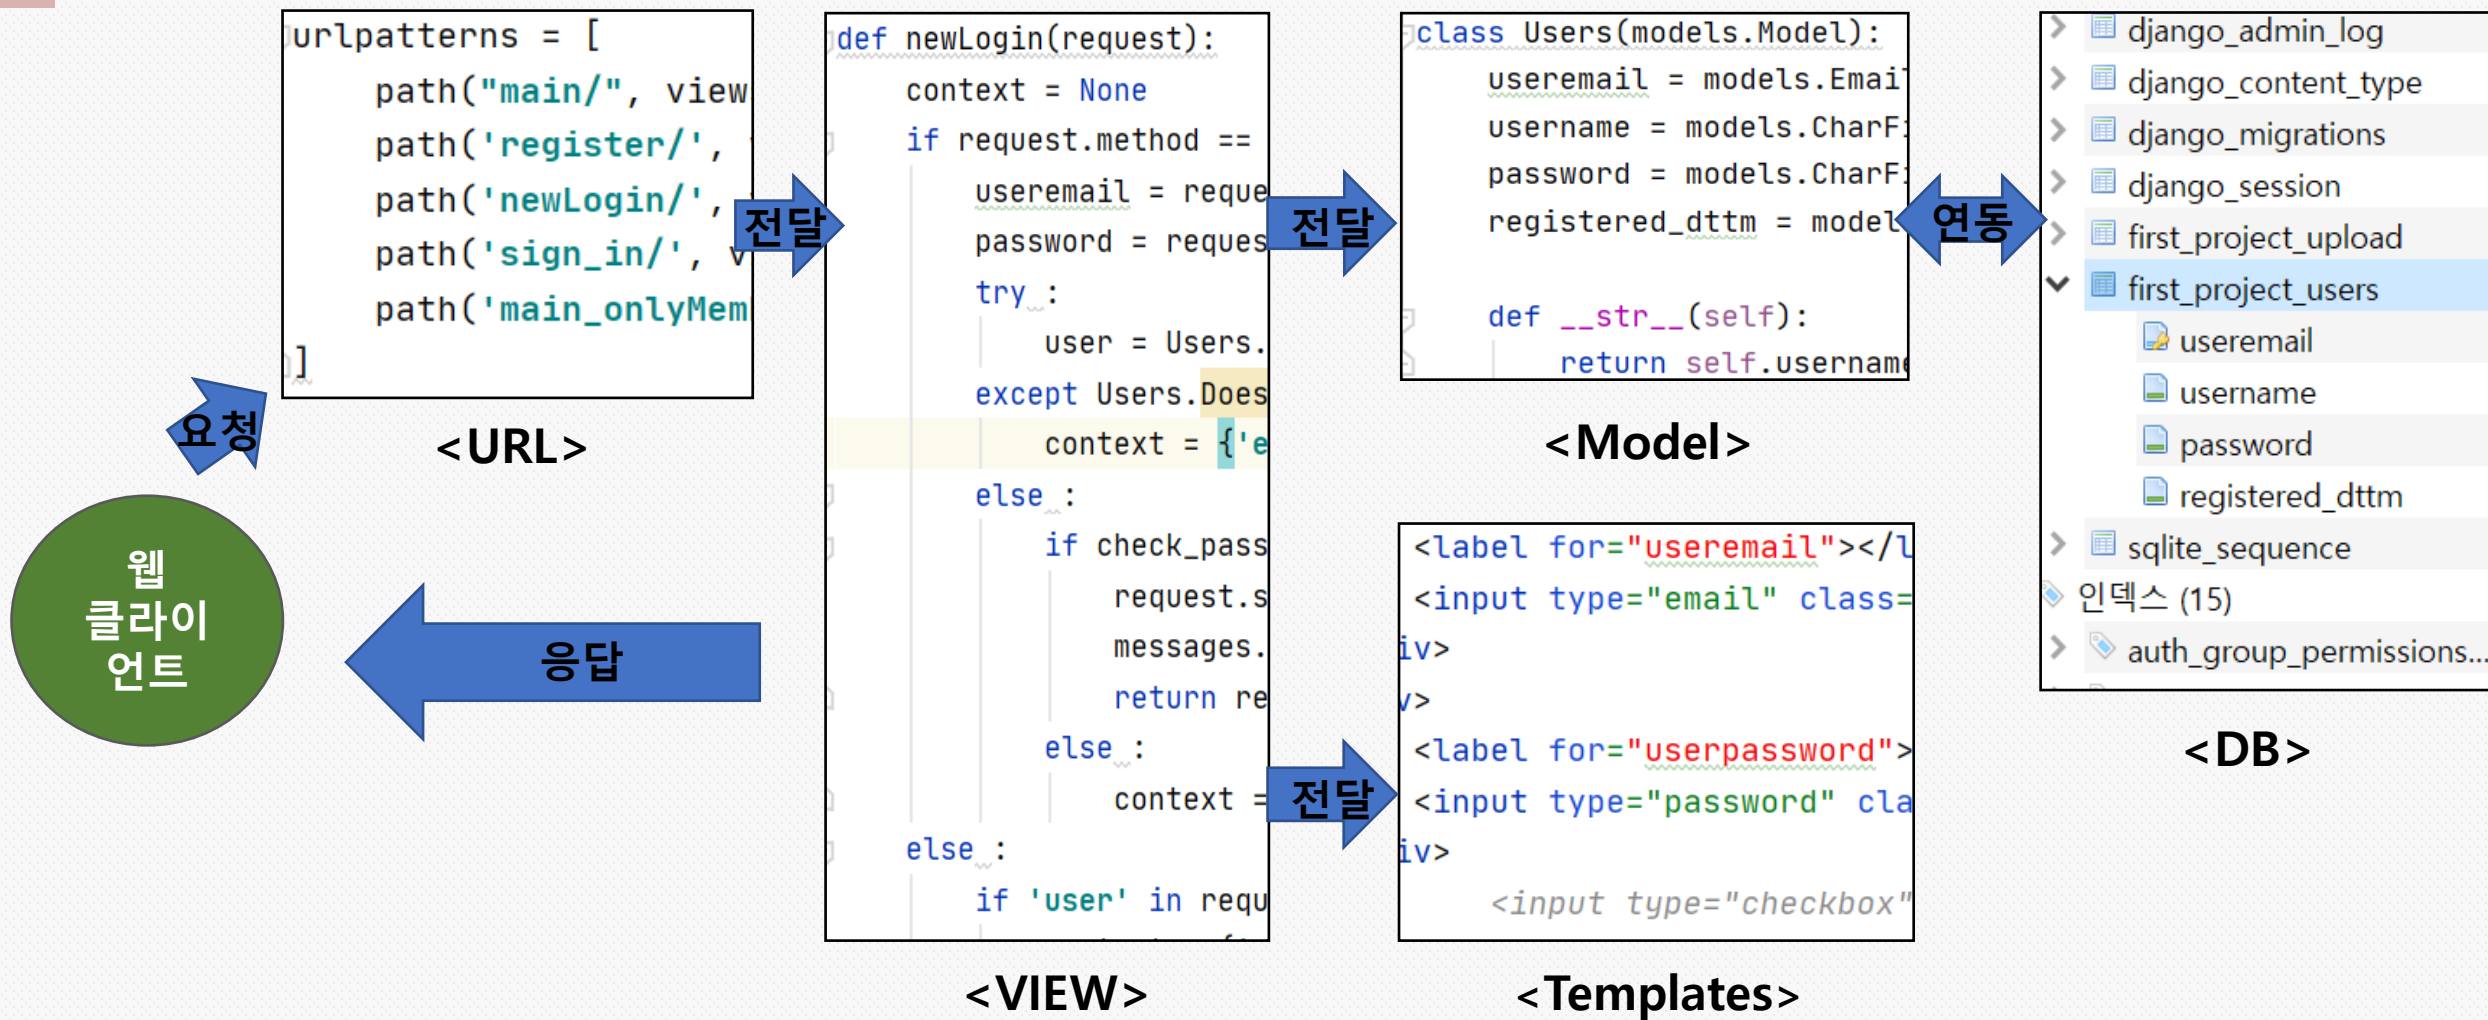 urlpatterns = [
path("main/", view
path('register/',
path('newLogin/',
path('sign_in/', v
path('main_onlyMem
]
<URL>
요청
웹
클라이
언트
응답
전달
def newLogin(request):
context = None
if request.method ==
useremail = reque
password = reques
try :
user = Users.
except Users.Does
context = {'e
else :
if check_pass
request.s
messages.
return re
else :
context =
else :
if 'user' in requ
<VIEW>
전달
class Users(models.Model):
useremail = models.Email
username = models.CharFi
password = models.CharFi
registered_dttm = model
def __str__(self):
return self.username
<Model>
전달
<label for="useremail"></l
<input type="email" class=
iv>
v>
<label for="userpassword">
<input type="password" cla
iv>
<input type="checkbox"
<Templates>
연동
django_admin_log
django_content_type
django_migrations
django_session
first_project_upload
first_project_users
useremail
username
password
registered_dttm
sqlite_sequence
인덱스 (15)
auth_group_permissions...
<DB>